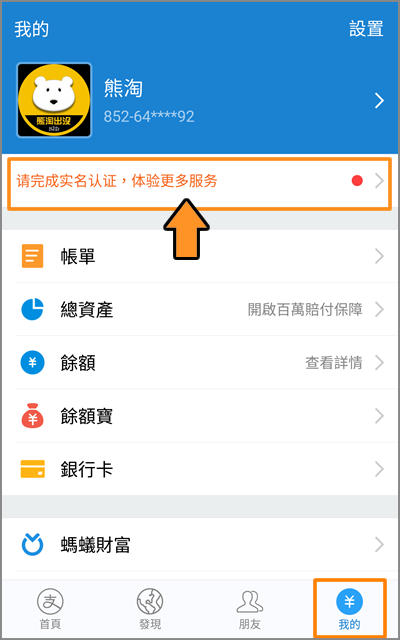 我的 設置
熊淘
852-64****92
熊淘出沒
请完成实名认证，体验更多服务
帳單
總資產 開啟百萬賠付保障
餘額 查看詳情
餘額寶
銀行卡
螞蟻財富
首頁 發現 朋友 我的